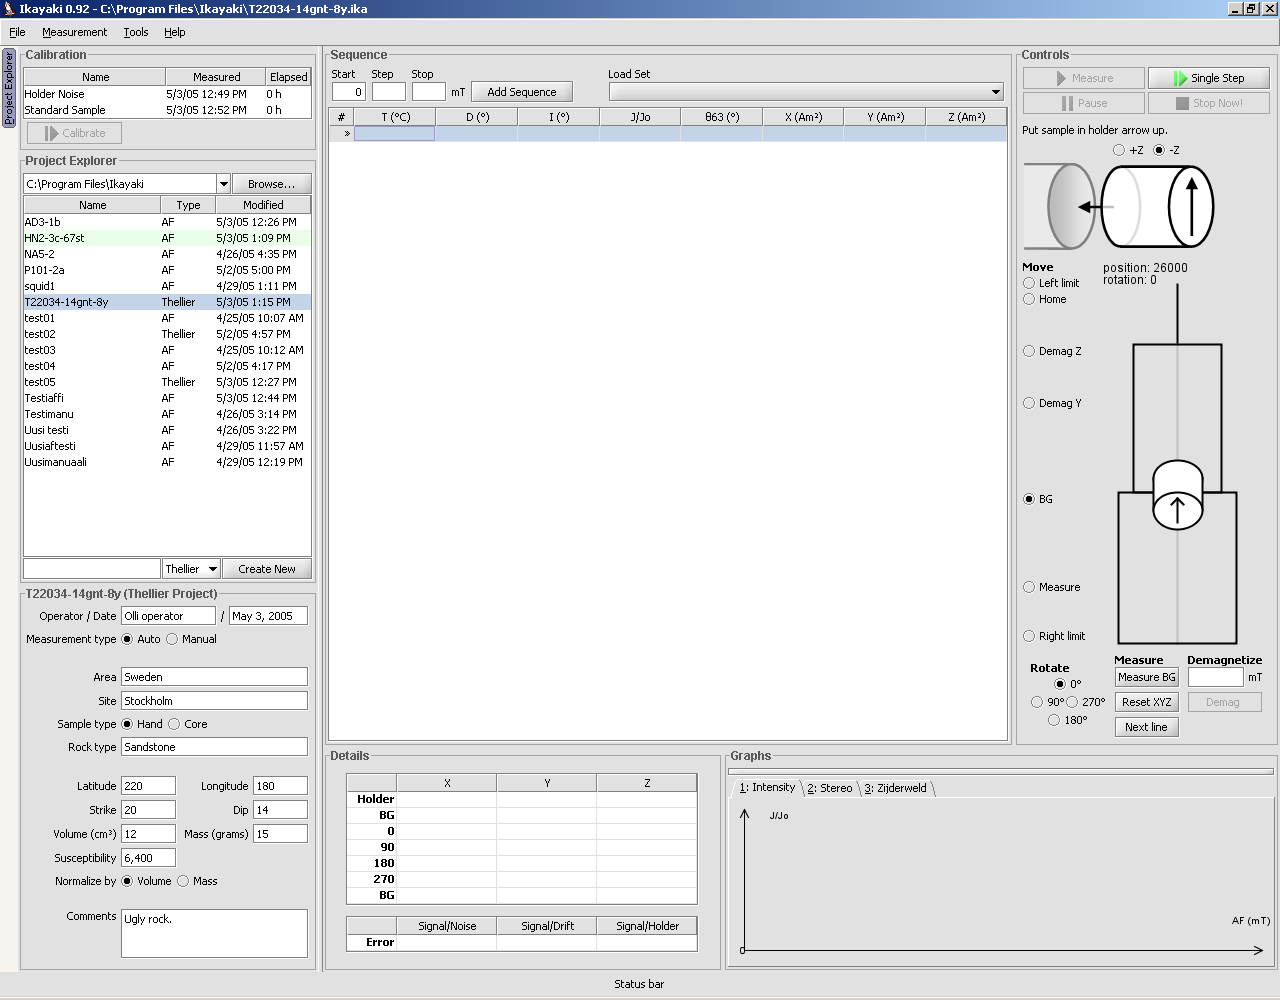 Ikayaki 0.92 - C:\Program Files\Ikayaki\T22034-14gnt-8y.ika
File Measurement Tools Help
Project Explorer
Calibration
Name Measured Elapsed
Holder Noise 5/3/05 12:49 PM 0 h
Standard Sample 5/3/05 12:52 PM 0 h
Calibrate
Project Explorer
C:\Program Files\Ikayaki Browse...
Name Type Modified
AD3-1b AF 5/3/05 12:26 PM
HN2-3c-67st AF 5/3/05 1:09 PM
NA5-2 AF 4/26/05 4:35 PM
P101-2a AF 5/2/05 5:00 PM
squid1 AF 4/29/05 1:11 PM
T22034-14gnt-8y Thellier 5/3/05 1:15 PM
test01 AF 4/25/05 10:07 AM
test02 Thellier 5/2/05 4:57 PM
test03 AF 4/25/05 10:12 AM
test04 AF 5/2/05 4:17 PM
test05 Thellier 5/3/05 12:27 PM
Testiaffi AF 5/3/05 12:44 PM
Testimanu AF 4/26/05 3:14 PM
Uusi testi AF 4/26/05 3:22 PM
Uusiaftesti AF 4/29/05 11:57 AM
Uusimanuaali AF 4/29/05 12:19 PM
Thellier Create New
T22034-14gnt-8y (Thellier Project)
Operator / Date Olli operator / May 3, 2005
Measurement type Auto Manual
Area Sweden
Site Stockholm
Sample type Hand Core
Rock type Sandstone
Latitude 220 Longitude 180
Strike 20 Dip 14
Volume (cm³) 12 Mass (grams) 15
Susceptibility 6,400
Normalize by Volume Mass
Comments Ugly rock.
Sequence
Start Step Stop Load Set
0 mT Add Sequence
# T (°C) D (°) I (°) J/Jo θ63 (°) X (Am²) Y (Am²) Z (Am²)
»
Details
X Y Z
Holder
BG
0
90
180
270
BG
Signal/Noise Signal/Drift Signal/Holder
Error
Graphs
1: Intensity 2: Stereo 3: Zijderweld
J/Jo
AF (mT)
0
Controls
Measure Single Step
Pause Stop Now!
Put sample in holder arrow up.
+Z -Z
Move
position: 26000
rotation: 0
Left limit
Home
Demag Z
Demag Y
BG
Measure
Right limit
Rotate
0°
90° 270°
180°
Measure
Measure BG
Reset XYZ
Next line
Demagnetize
mT
Demag
Status bar